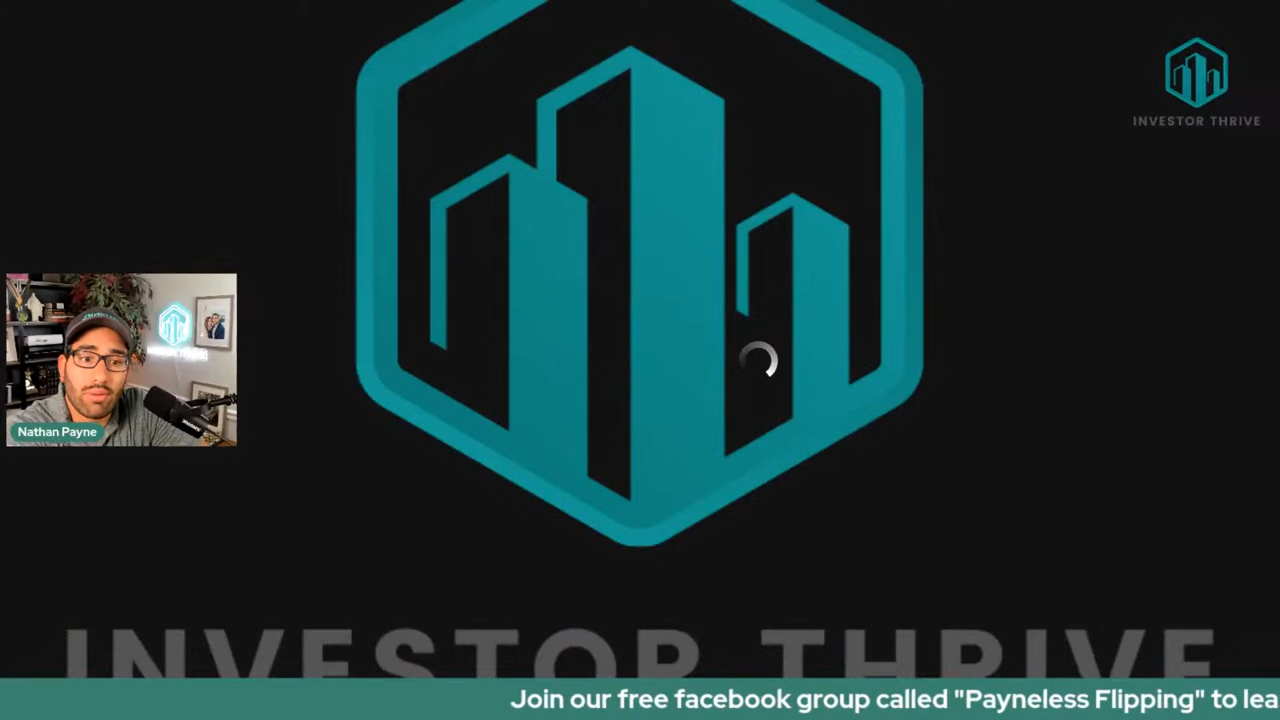 INVESTOR THRIVE
Nathan Payne
INVESTOR THRIVE
Join our free facebook group called "Payneless Flipping" to lea